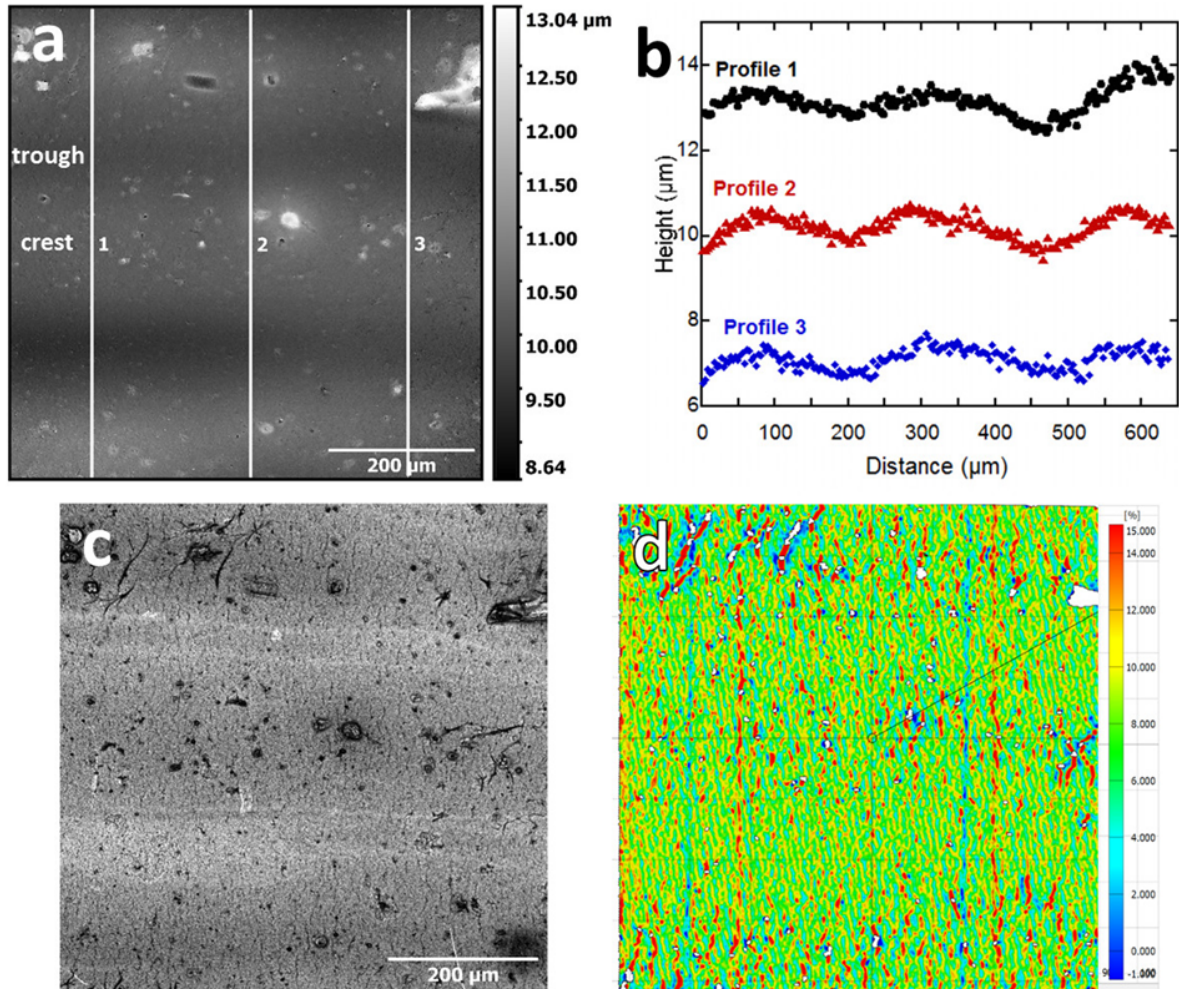 a
trough
crest
1
2
3
200 µm
13.04 µm
12.50
12.00
11.50
11.00
10.50
10.00
9.50
8.64
b
Profile 1
Profile 2
Profile 3
Height (µm)
14
12
10
8
6
0 100 200 300 400 500 600
Distance (µm)
c
200 µm
d
[%]
15.000
14.000
12.000
10.000
8.000
6.000
4.000
2.000
0.000
-1.000